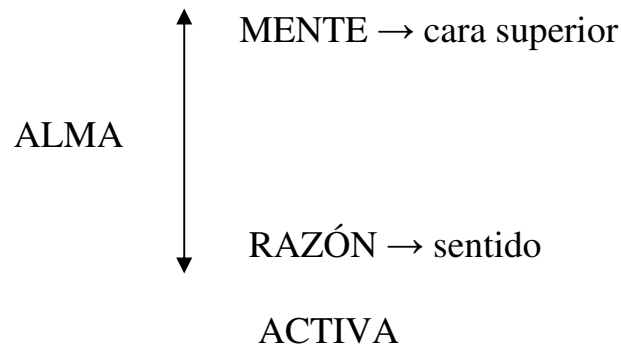 MENTE → cara superior
ALMA
RAZÓN → sentido
ACTIVA